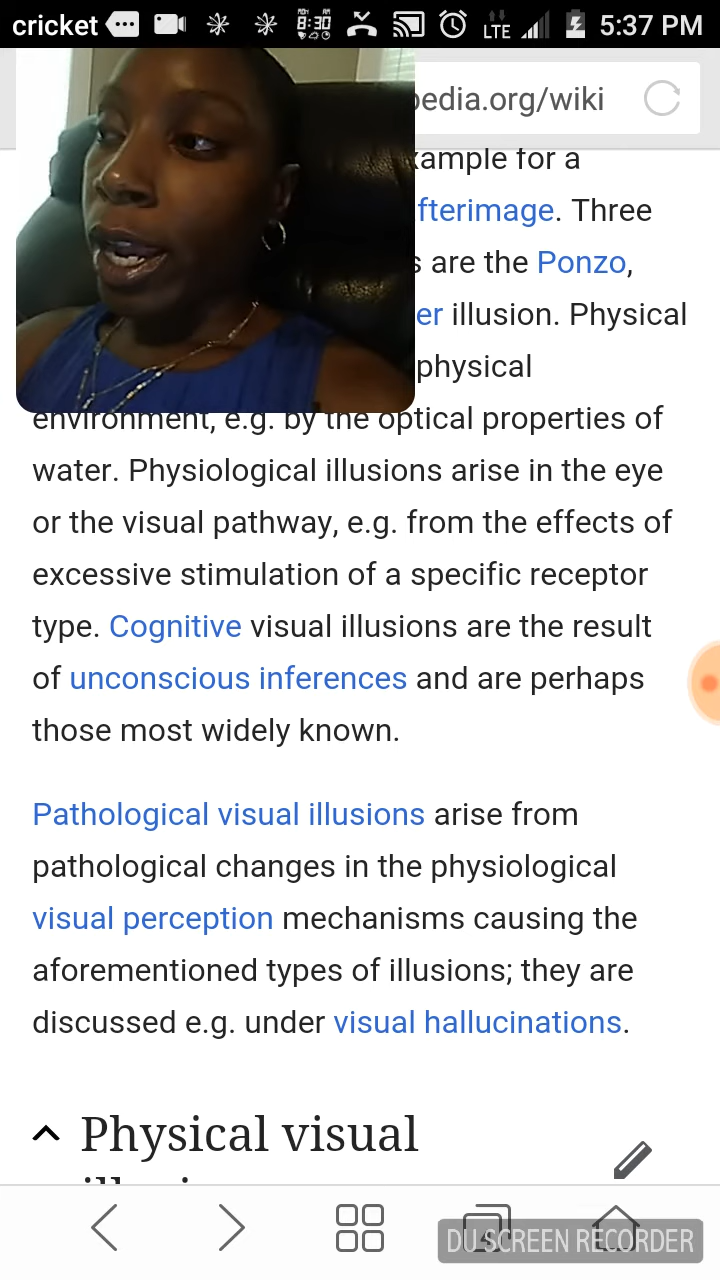 cricket 8:30 LTE 5:37 PM
pedia.org/wiki
xample for a
fterimage. Three
s are the Ponzo,
er illusion. Physical
physical
environment, e.g. by the optical properties of
water. Physiological illusions arise in the eye
or the visual pathway, e.g. from the effects of
excessive stimulation of a specific receptor
type. Cognitive visual illusions are the result
of unconscious inferences and are perhaps
those most widely known.
Pathological visual illusions arise from
pathological changes in the physiological
visual perception mechanisms causing the
aforementioned types of illusions; they are
discussed e.g. under visual hallucinations.
Physical visual
DU SCREEN RECORDER